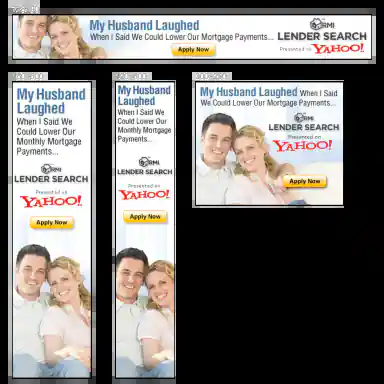 My Husband Laughed
When I Said We Could Lower Our Mortgage Payments...
Apply Now
RMI
LENDER SEARCH
Presented on
YAHOO!
My Husband
Laughed
When I Said We
Could Lower Our
Monthly Mortgage
Payments...
RMI
LENDER SEARCH
Presented on
YAHOO!
Apply Now
My Husband
Laughed
When I Said We
Could Lower Our
Monthly Mortgage
Payments...
RMI
LENDER SEARCH
Presented on
YAHOO!
Apply Now
My Husband Laughed When I Said
We Could Lower Our Mortgage Payments...
RMI
LENDER SEARCH
Presented on
YAHOO!
Apply Now